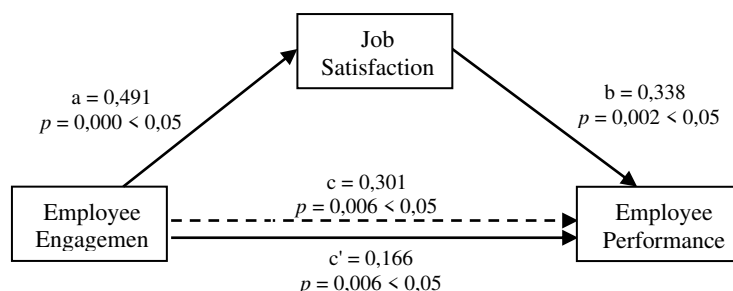 Job
Satisfaction
a = 0,491
p = 0,000 < 0,05
b = 0,338
p = 0,002 < 0,05
Employee
Engagemen
c = 0,301
p = 0,006 < 0,05
Employee
Performance
c' = 0,166
p = 0,006 < 0,05